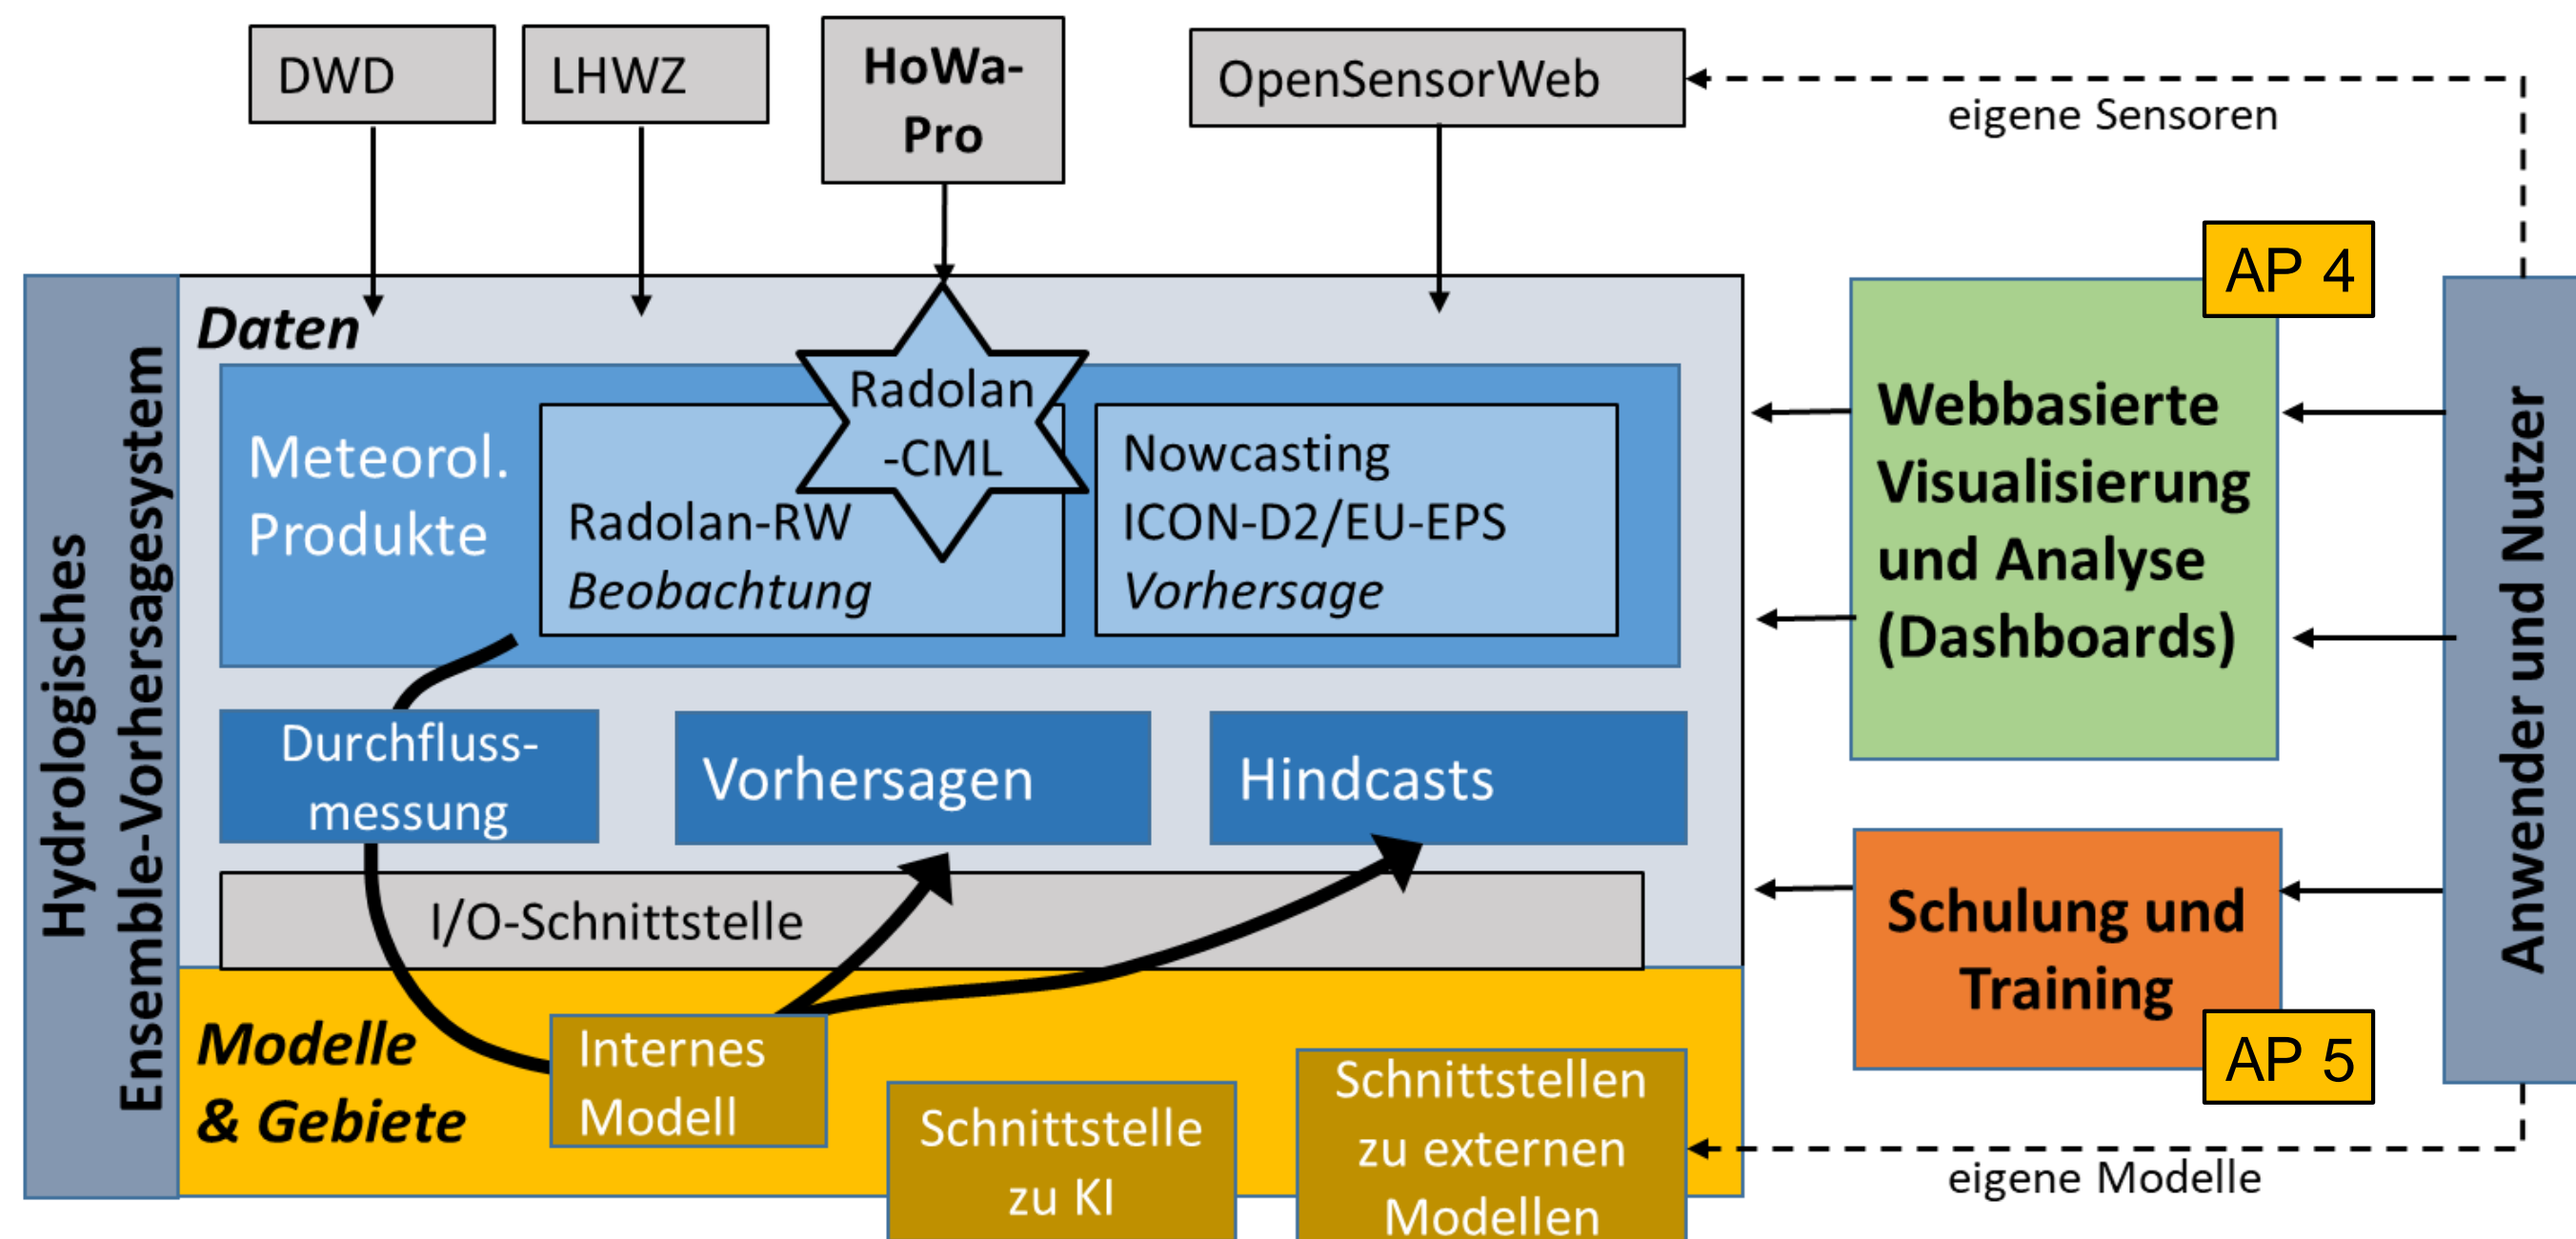 DWD
LHWZ
HoWa-
Pro
OpenSensorWeb
eigene Sensoren
Hydrologisches
Ensemble-Vorhersagesystem
Daten
Meteorol.
Produkte
Radolan
-CML
Radolan-RW
Beobachtung
Nowcasting
ICON-D2/EU-EPS
Vorhersage
Durchfluss-
messung
Vorhersagen
Hindcasts
I/O-Schnittstelle
Modelle
& Gebiete
Internes
Modell
Schnittstelle
zu KI
Schnittstellen
zu externen
Modellen
AP 4
Webbasierte
Visualisierung
und Analyse
(Dashboards)
Schulung und
Training
AP 5
Anwender und Nutzer
eigene Modelle